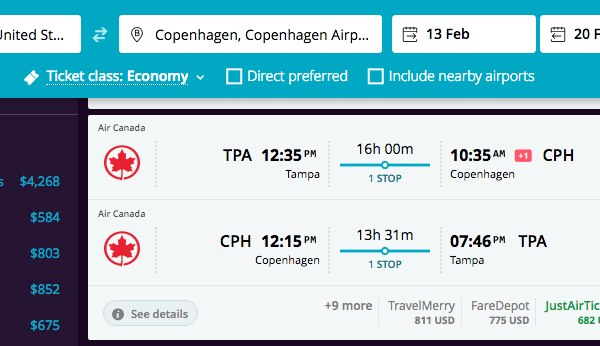 nited St...
Copenhagen, Copenhagen Airp...
13 Feb
20 F
Ticket class: Economy
Direct preferred
Include nearby airports
Air Canada
TPA 12:35 PM
16h 00m
10:35 AM +1 CPH
Tampa
1 STOP
Copenhagen
$4,268
$584
$803
$852
$675
Air Canada
CPH 12:15 PM
13h 31m
07:46 PM TPA
Copenhagen
1 STOP
Tampa
See details
+9 more
TravelMerry
811 USD
FareDepot
775 USD
JustAirTic
682 U